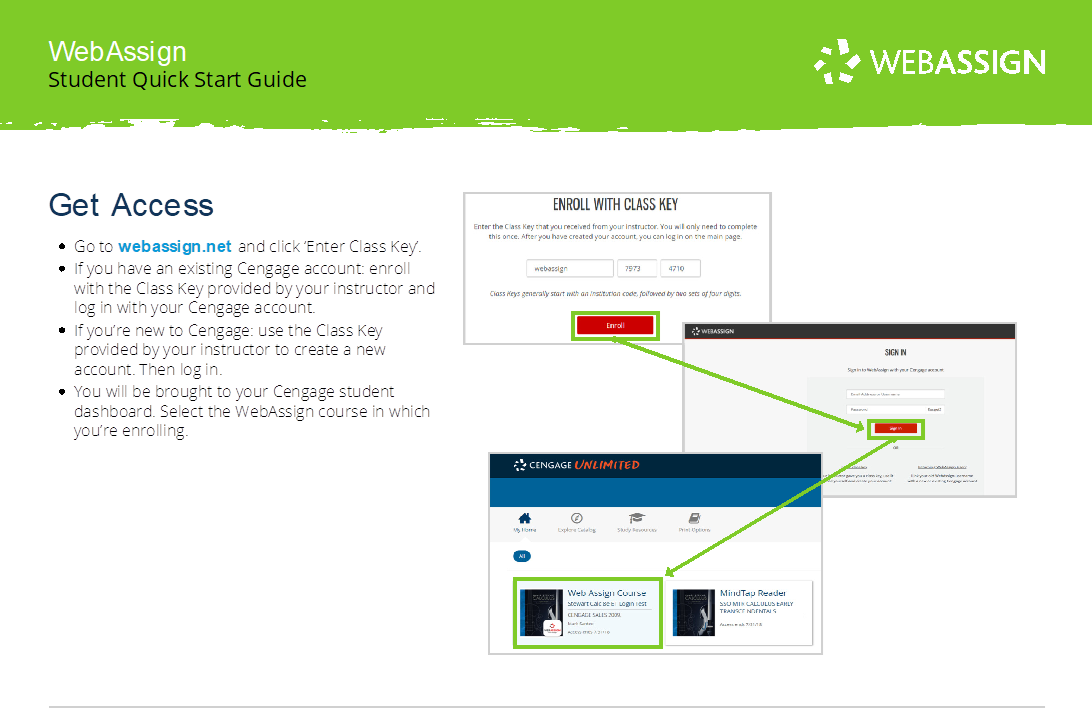 WebAssign
Student Quick Start Guide
WEBASSIGN
Get Access
• Go to webassign.net and click ‘Enter Class Key’.
• If you have an existing Cengage account: enroll
with the Class Key provided by your instructor and
log in with your Cengage account.
• If you’re new to Cengage: use the Class Key
provided by your instructor to create a new
account. Then log in.
• You will be brought to your Cengage student
dashboard. Select the WebAssign course in which
you’re enrolling.
ENROLL WITH CLASS KEY
Enter the Class Key that you received from your instructor. You will only need to complete
this once. After you have created your account, you can log in on the main page.
webassign 7973 4710
Class Keys generally start with an institution code, followed by two sets of four digits.
Enroll
WEBASSIGN
SIGN IN
Sign in to WebAssign with your Cengage account
Email Address or Username
Password Forgot?
Sign In
OR
CENGAGE UNLIMITED
My Home Explore Catalog Study Resources Print Options
All
Web Assign Course
Stewart Calc 8e ET Login Test
CENGAGE SALES 2009,
Access ends 7/31/18
MindTap Reader
SSO MTR CALCULUS EARLY
TRANSCENDENTALS
Access ends 7/31/18